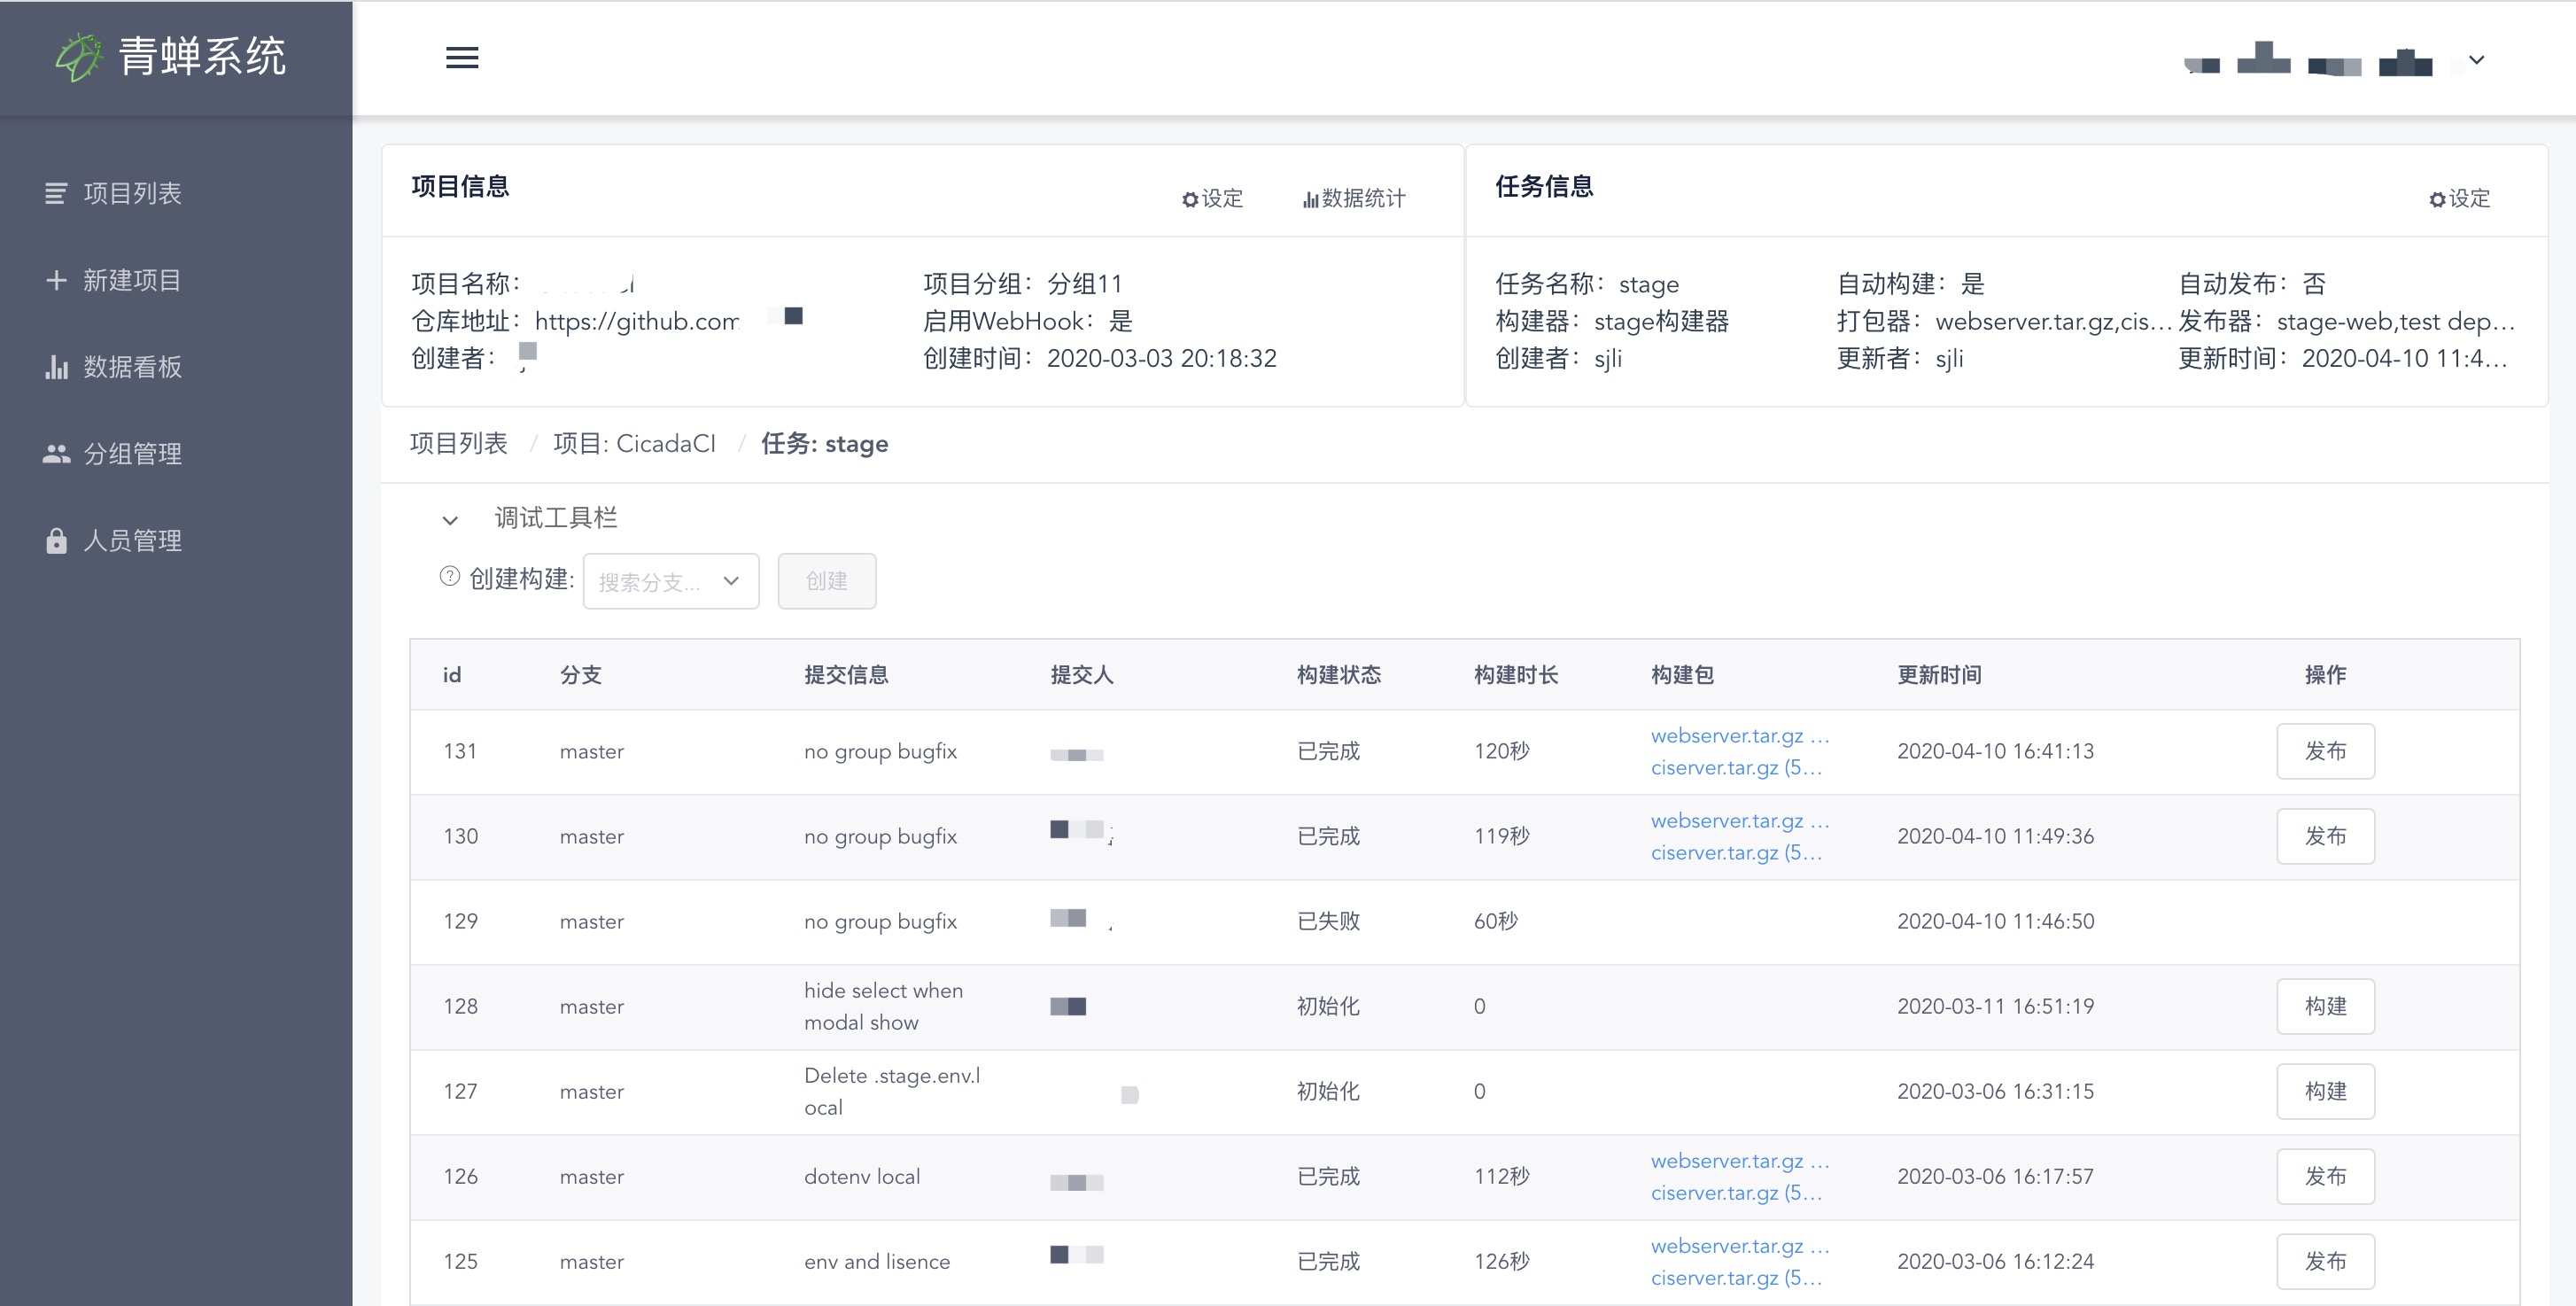 青蝉系统
项目列表
新建项目
数据看板
分组管理
人员管理
项目信息
设定
数据统计
项目名称：
项目分组：分组11
仓库地址：https://github.com
启用WebHook：是
创建者：
创建时间：2020-03-03 20:18:32
任务信息
设定
任务名称：stage
自动构建：是
自动发布：否
构建器：stage构建器
打包器：webserver.tar.gz,cis...
发布器：stage-web,test dep...
创建者：sjli
更新者：sjli
更新时间：2020-04-10 11:4...
项目列表 / 项目: CicadaCI / 任务: stage
调试工具栏
创建构建: 搜索分支... 创建
id 分支 提交信息 提交人 构建状态 构建时长 构建包 更新时间 操作
131 master no group bugfix 已完成 120秒 webserver.tar.gz ... 2020-04-10 16:41:13 发布
ciserver.tar.gz (5...
130 master no group bugfix 已完成 119秒 webserver.tar.gz ... 2020-04-10 11:49:36 发布
ciserver.tar.gz (5...
129 master no group bugfix 已失败 60秒 2020-04-10 11:46:50
128 master hide select when 初始化 0 2020-03-11 16:51:19 构建
modal show
127 master Delete .stage.env.l 初始化 0 2020-03-06 16:31:15 构建
ocal
126 master dotenv local 已完成 112秒 webserver.tar.gz ... 2020-03-06 16:17:57 发布
ciserver.tar.gz (5...
125 master env and lisence 已完成 126秒 webserver.tar.gz ... 2020-03-06 16:12:24 发布
ciserver.tar.gz (5...